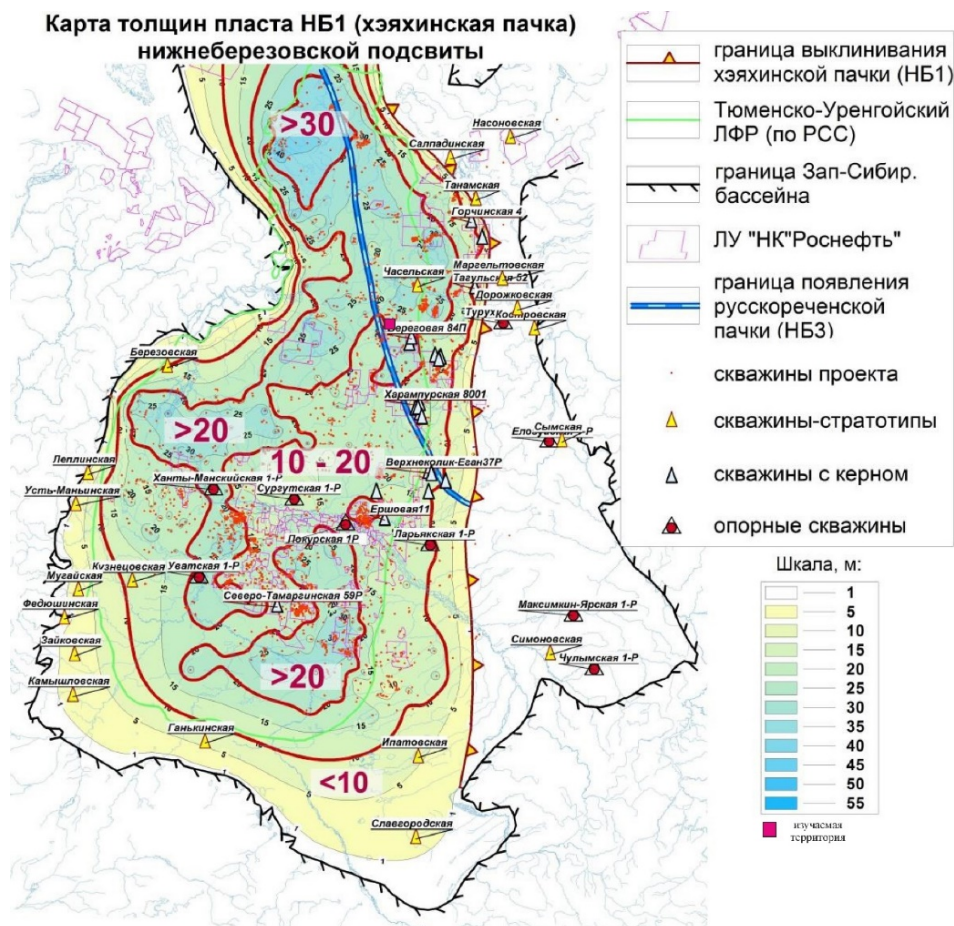 Карта толщин пласта НБ1 (хэяхинская пачка)
нижнеберезовской подсвиты
граница выклинивания
хэяхинской пачки (НБ1)
Тюменско-Уренгойский
ЛФР (по РСС)
граница Зап-Сибир.
бассейна
ЛУ "НК"Роснефть"
граница появления
русскореченской
пачки (НБ3)
скважины проекта
скважины-стратотипы
скважины с керном
опорные скважины
Шкала, м:
1
5
10
15
20
25
30
35
40
45
50
55
изучаемая
территория
>30
Насоновская
Салпадинская
Танамская
Горчинская 4
Маргельтовская
Часельская
Тагульская 52
Дорожковская
Турух
Костровская
Береговая 84П
Березовская
Харампурская 8001
>20
10 - 20
Сымская
Леплинская
Верхнеколик-Еган37Р
Ханты-Манскийская 1-Р
Сургутская 1-Р
Усть-Маньинская
Ершовая11
Локурская 1Р
Ларьякская 1-Р
Кузнецовская
Уватская 1-Р
Мугайская
Северо-Тамаргинская 59Р
Федюшинская
Максимкин-Ярская 1-Р
Зайковская
Симоновская
>20
Чулымская 1-Р
Камышловская
Ганькинская
Ипатовская
<10
Славгородская